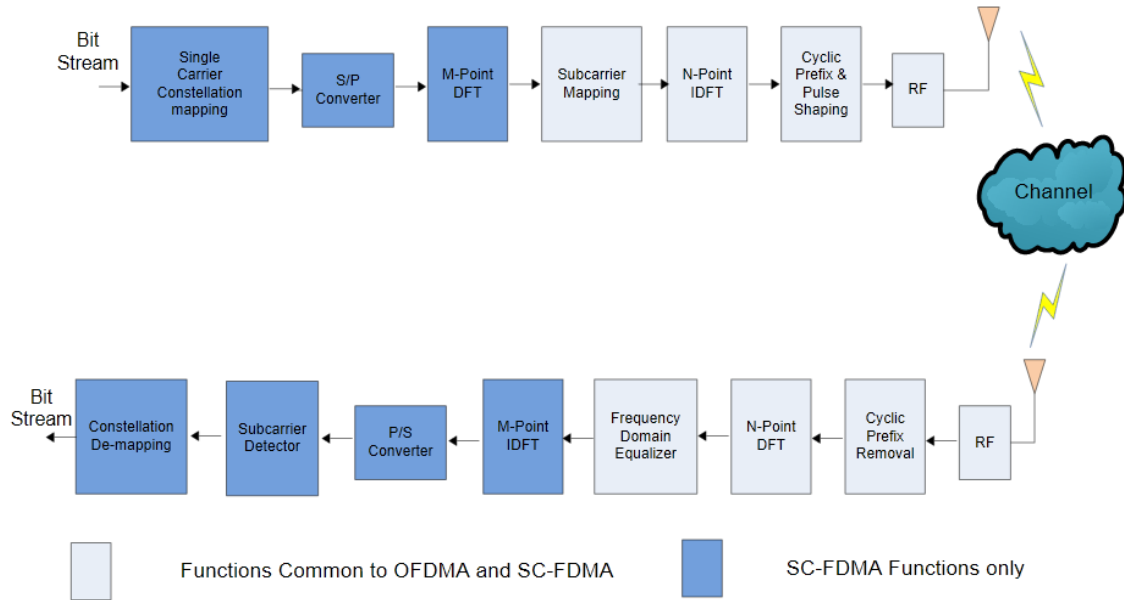 Bit
Stream
Single
Carrier
Constellation
mapping
S/P
Converter
M-Point
DFT
Subcarrier
Mapping
N-Point
IDFT
Cyclic
Prefix &
Pulse
Shaping
RF
Channel
Bit
Stream
Constellation
De-mapping
Subcarrier
Detector
P/S
Converter
M-Point
IDFT
Frequency
Domain
Equalizer
N-Point
DFT
Cyclic
Prefix
Removal
RF
Functions Common to OFDMA and SC-FDMA
SC-FDMA Functions only